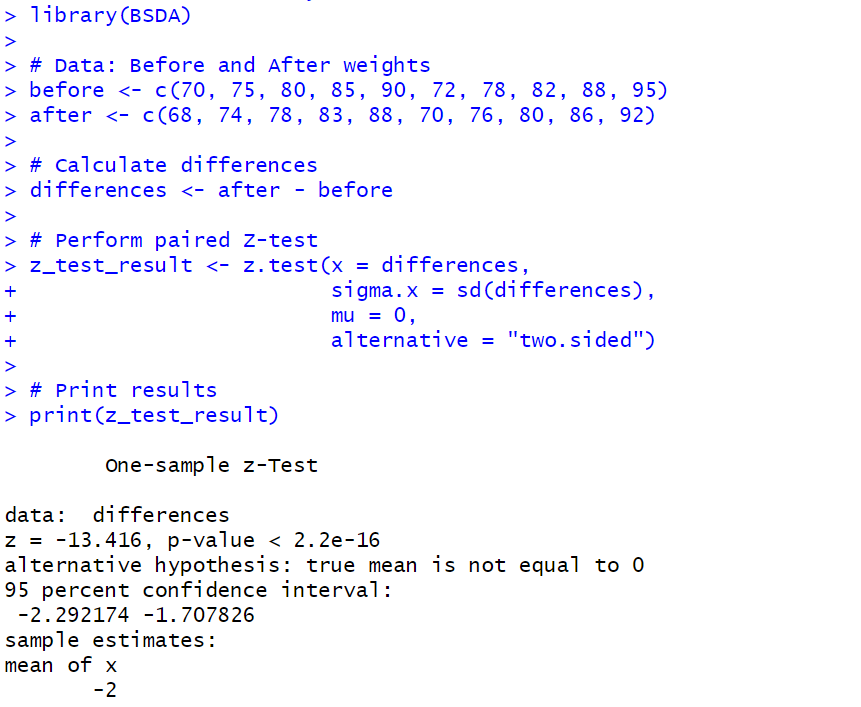 > library(BSDA)
>
> # Data: Before and After weights
> before <- c(70, 75, 80, 85, 90, 72, 78, 82, 88, 95)
> after <- c(68, 74, 78, 83, 88, 70, 76, 80, 86, 92)
>
> # Calculate differences
> differences <- after - before
>
> # Perform paired Z-test
> z_test_result <- z.test(x = differences,
+                         sigma.x = sd(differences),
+                         mu = 0,
+                         alternative = "two.sided")
>
> # Print results
> print(z_test_result)

        One-sample z-Test

data:  differences
z = -13.416, p-value < 2.2e-16
alternative hypothesis: true mean is not equal to 0
95 percent confidence interval:
 -2.292174 -1.707826
sample estimates:
mean of x
       -2